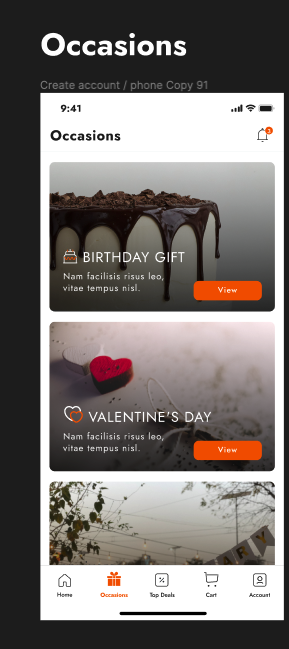 Occasions
Create account / phone Copy 91
9:41
Occasions
BIRTHDAY GIFT
Nam facilisis risus leo,
vitae tempus nisl.
View
VALENTINE'S DAY
Nam facilisis risus leo,
vitae tempus nisl.
View
Home
Occasions
Top Deals
Cart
Account